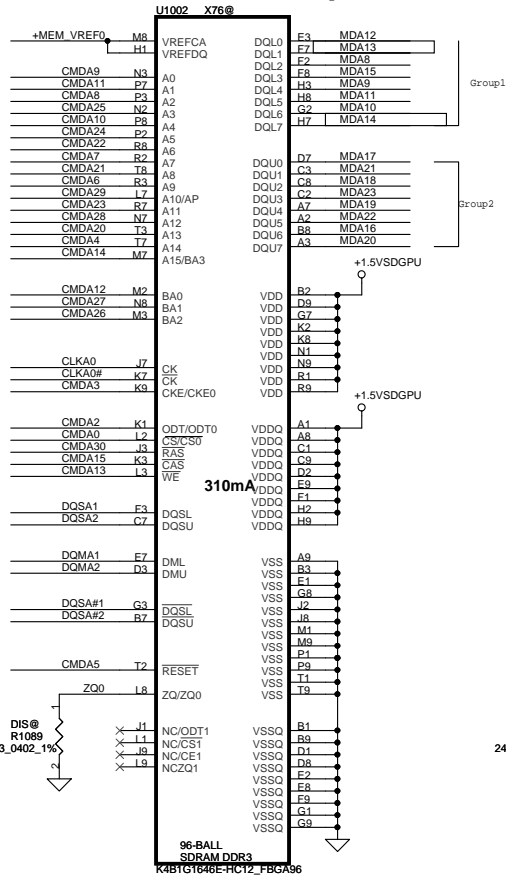 U1002 X76@
+MEM_VREF0 M8 VREFCA
H1 VREFDQ
CMDA9 N3 A0
CMDA11 P7 A1
CMDA8 P3 A2
CMDA25 N2 A3
CMDA10 P8 A4
CMDA24 P2 A5
CMDA22 R8 A6
CMDA7 R2 A7
CMDA21 T8 A8
CMDA6 R3 A9
CMDA29 L7 A10/AP
CMDA23 R7 A11
CMDA28 N7 A12
CMDA20 T3 A13
CMDA4 T7 A14
CMDA14 M7 A15/BA3
CMDA12 M2 BA0
CMDA27 N8 BA1
CMDA26 M3 BA2
CLKA0 J7 CK
CLKA0# K7 CK
CMDA3 K9 CKE/CKE0
CMDA2 K1 ODT/ODT0
CMDA0 L2 CS/CS0
CMDA30 J3 RAS
CMDA15 K3 CAS
CMDA13 L3 WE
310mA
DQSA1 F3 DQSL
DQSA2 C7 DQSU
DQMA1 E7 DML
DQMA2 D3 DMU
DQSA#1 G3 DQSL
DQSA#2 B7 DQSU
CMDA5 T2 RESET
ZQ0 L8 ZQ/ZQ0
1
DIS@
R1089
3_0402_1%
2
J1 NC/ODT1
L1 NC/CS1
J9 NC/CE1
L9 NCZQ1
DQL0 E3 MDA12
DQL1 F7 MDA13
DQL2 F2 MDA8
DQL3 F8 MDA15
DQL4 H3 MDA9
DQL5 H8 MDA11
DQL6 G2 MDA10
DQL7 H7 MDA14
Group1
DQU0 D7 MDA17
DQU1 C3 MDA21
DQU2 C8 MDA18
DQU3 C2 MDA23
DQU4 A7 MDA19
DQU5 A2 MDA22
DQU6 B8 MDA16
DQU7 A3 MDA20
Group2
+1.5VSDGPU
VDD B2
VDD D9
VDD G7
VDD K2
VDD K8
VDD N1
VDD N9
VDD R1
VDD R9
+1.5VSDGPU
VDDQ A1
VDDQ A8
VDDQ C1
VDDQ C9
VDDQ D2
VDDQ E9
VDDQ F1
VDDQ H2
VDDQ H9
VSS A9
VSS B3
VSS E1
VSS G8
VSS J2
VSS J8
VSS M1
VSS M9
VSS P1
VSS P9
VSS T1
VSS T9
VSSQ B1
VSSQ B9
VSSQ D1
VSSQ D8
VSSQ E2
VSSQ E8
VSSQ F9
VSSQ G1
VSSQ G9
24
96-BALL
SDRAM DDR3
K4B1G1646E-HC12_FBGA96